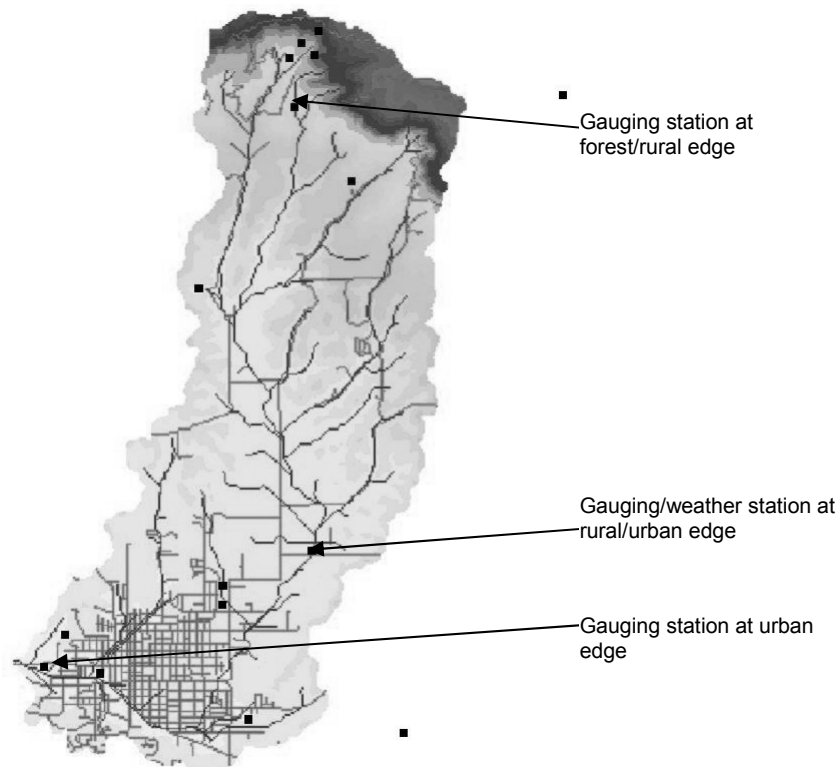 Gauging station at
forest/rural edge
Gauging/weather station at
rural/urban edge
Gauging station at urban
edge